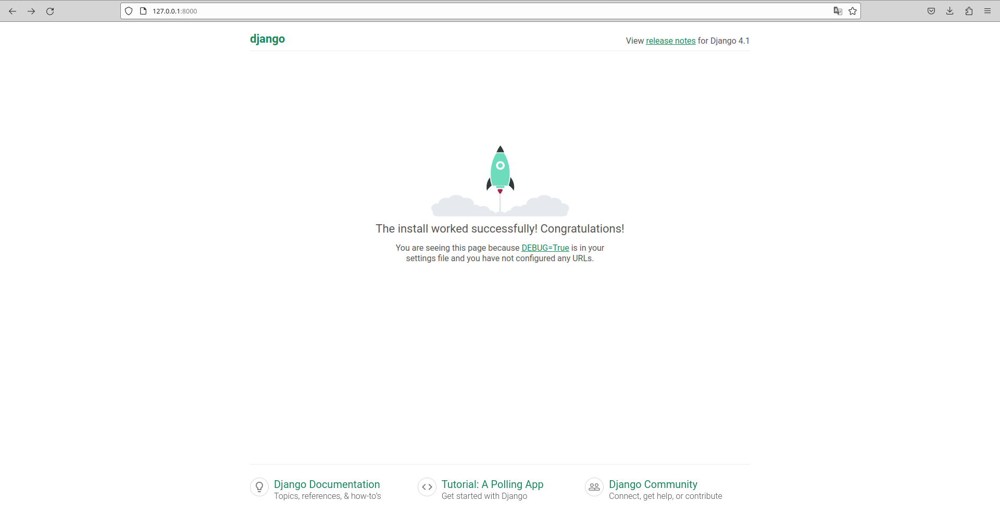 127.0.0.1:8000
django
View release notes for Django 4.1
The install worked successfully! Congratulations!
You are seeing this page because DEBUG=True is in your
settings file and you have not configured any URLs.
Django Documentation
Topics, references, & how-to’s
Tutorial: A Polling App
Get started with Django
Django Community
Connect, get help, or contribute